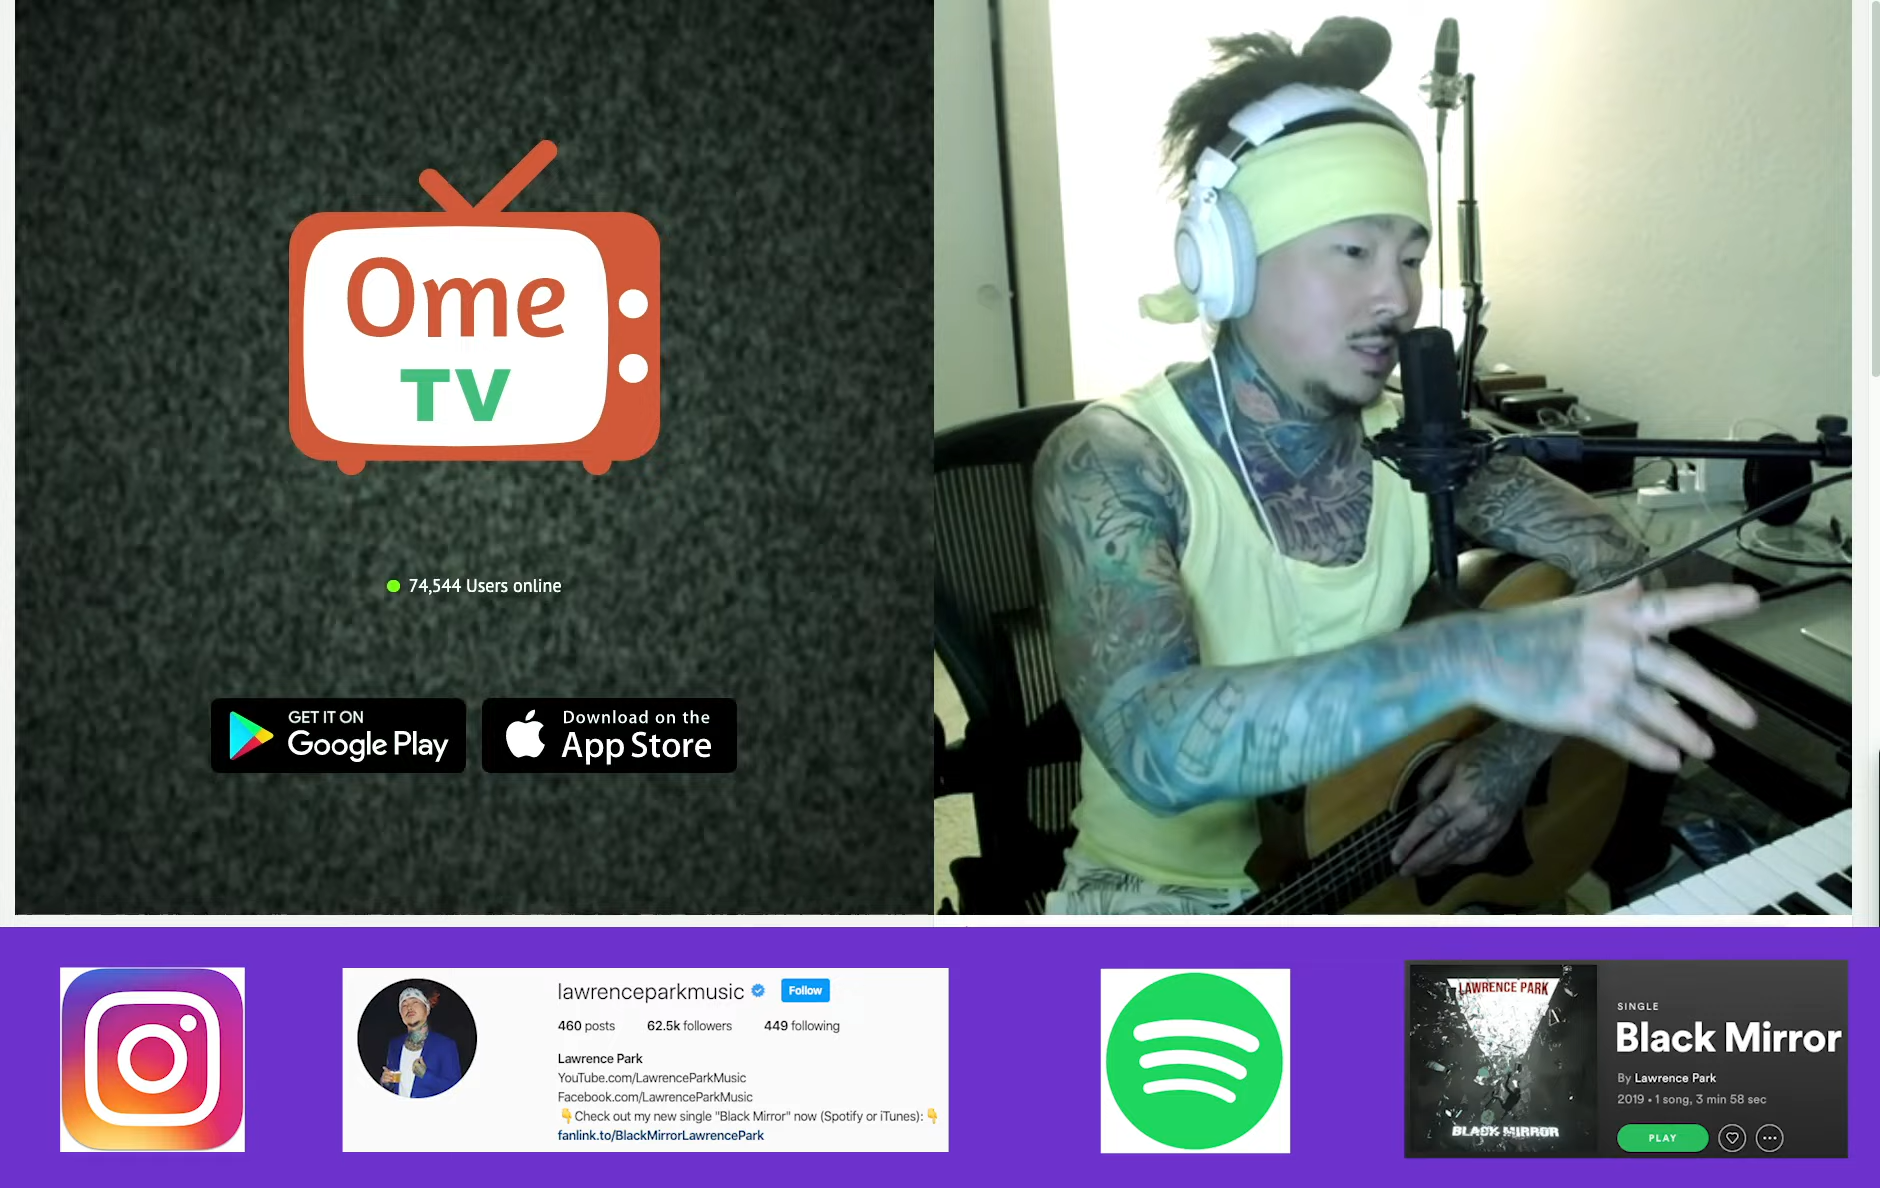 Ome
TV
74,544 Users online
GET IT ON
Google Play
Download on the
App Store
lawrenceparkmusic Follow
460 posts 62.5k followers 449 following
Lawrence Park
YouTube.com/LawrenceParkMusic
Facebook.com/LawrenceParkMusic
👇Check out my new single "Black Mirror" now (Spotify or iTunes):👇
fanlink.to/BlackMirrorLawrencePark
LAWRENCE PARK
BLACK MIRROR
SINGLE
Black Mirror
By Lawrence Park
2019 • 1 song, 3 min 58 sec
PLAY